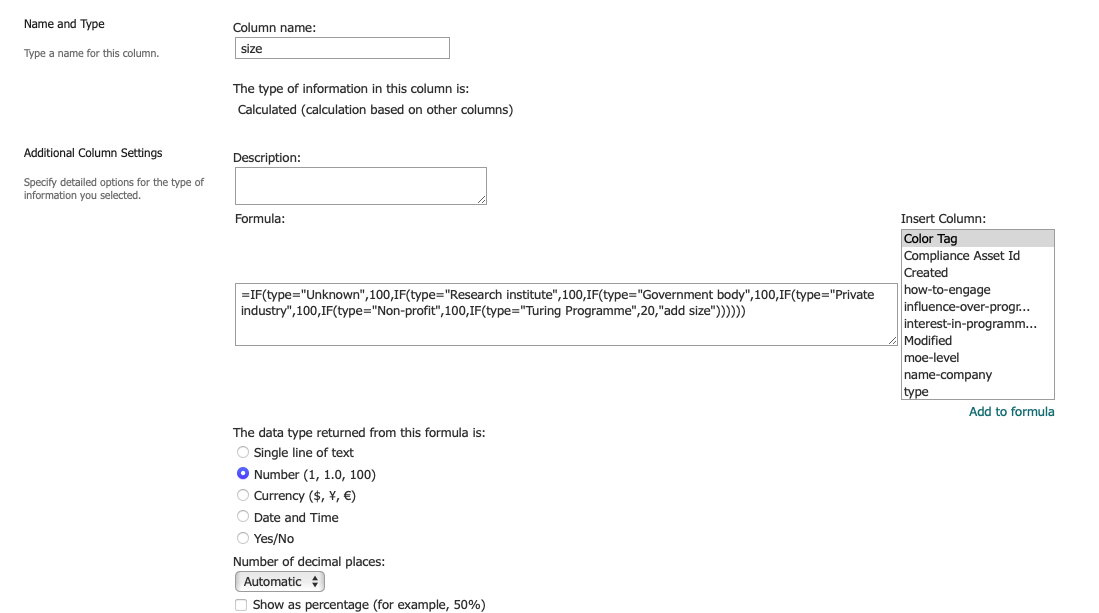 Name and Type
Type a name for this column.
Column name:
size
The type of information in this column is:
Calculated (calculation based on other columns)
Additional Column Settings
Specify detailed options for the type of
information you selected.
Description:
Formula:
=IF(type="Unknown",100,IF(type="Research institute",100,IF(type="Government body",100,IF(type="Private
industry",100,IF(type="Non-profit",100,IF(type="Turing Programme",20,"add size"))))))
Insert Column:
Color Tag
Compliance Asset Id
Created
how-to-engage
influence-over-progr...
interest-in-programm...
Modified
moe-level
name-company
type
Add to formula
The data type returned from this formula is:
Single line of text
Number (1, 1.0, 100)
Currency ($, ¥, €)
Date and Time
Yes/No
Number of decimal places:
Automatic
Show as percentage (for example, 50%)